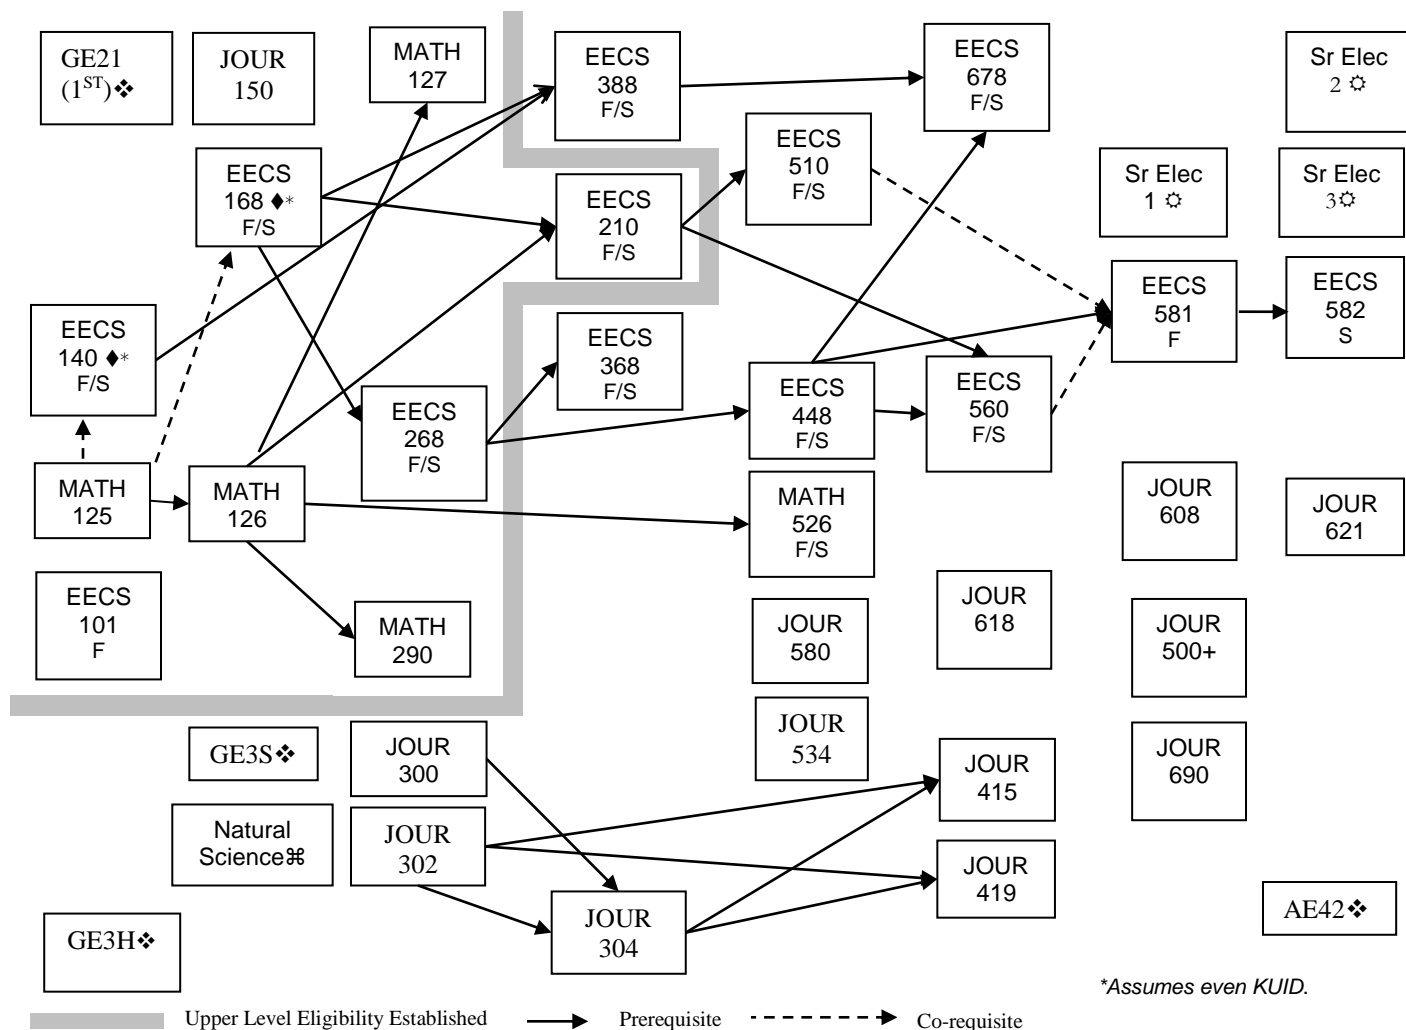 GE21
(1ST)❖
JOUR
150
MATH
127
EECS
388
F/S
EECS
678
F/S
Sr Elec
2 ☼
EECS
168 ♦*
F/S
EECS
210
F/S
EECS
510
F/S
Sr Elec
1 ☼
Sr Elec
3☼
EECS
140 ♦*
F/S
EECS
268
F/S
EECS
368
F/S
EECS
448
F/S
EECS
560
F/S
EECS
581
F
EECS
582
S
MATH
125
MATH
126
MATH
526
F/S
JOUR
608
JOUR
621
EECS
101
F
MATH
290
JOUR
580
JOUR
618
JOUR
500+
GE3S❖
JOUR
300
JOUR
534
JOUR
415
JOUR
690
Natural
Science⌘
JOUR
302
JOUR
304
JOUR
419
AE42❖
GE3H❖
*Assumes even KUID.
Upper Level Eligibility Established
Prerequisite
Co-requisite